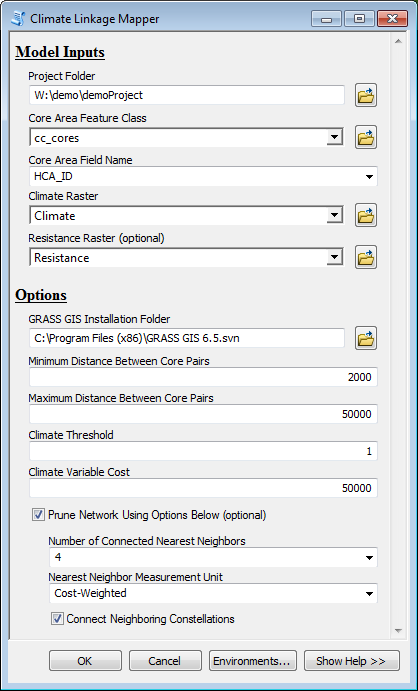 Climate Linkage Mapper
Model Inputs
Project Folder
W:\demo\demoProject
Core Area Feature Class
cc_cores
Core Area Field Name
HCA_ID
Climate Raster
Climate
Resistance Raster (optional)
Resistance
Options
GRASS GIS Installation Folder
C:\Program Files (x86)\GRASS GIS 6.5.svn
Minimum Distance Between Core Pairs
2000
Maximum Distance Between Core Pairs
50000
Climate Threshold
1
Climate Variable Cost
50000
Prune Network Using Options Below (optional)
Number of Connected Nearest Neighbors
4
Nearest Neighbor Measurement Unit
Cost-Weighted
Connect Neighboring Constellations
OK Cancel Environments... Show Help >>